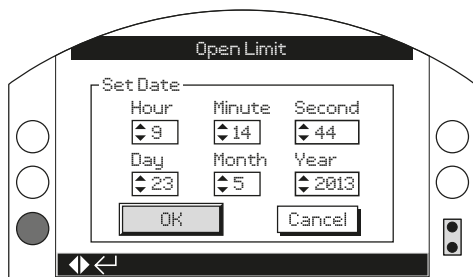 Open Limit
Set Date
Hour Minute Second
9 14 44
Day Month Year
23 5 2013
OK Cancel